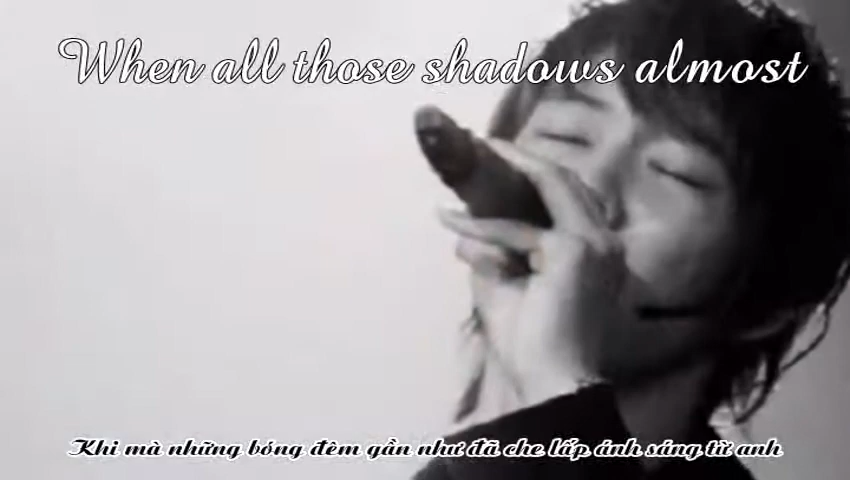 When all those shadows almost
Khi mà những bóng đêm gần như đã che lấp ánh sáng từ anh